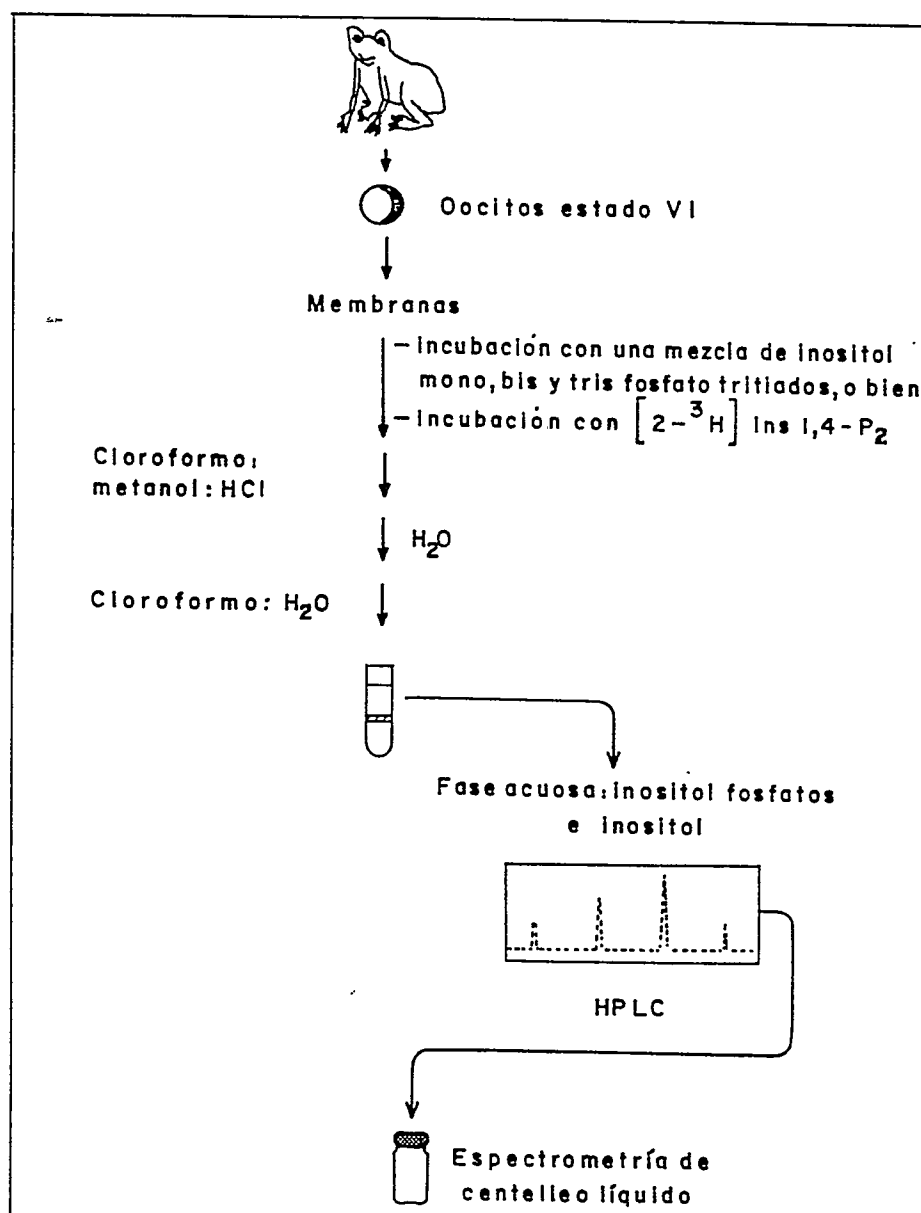 Oocitos estado VI
Membranas
– incubación con una mezcla de inositol
mono, bis y tris fosfato tritiados, o bien
– incubación con [2-³H] ins 1,4-P₂
Cloroformo:
metanol: HCl
H₂O
Cloroformo: H₂O
Fase acuosa: inositol fosfatos
e inositol
HPLC
Espectrometría de
centelleo líquido